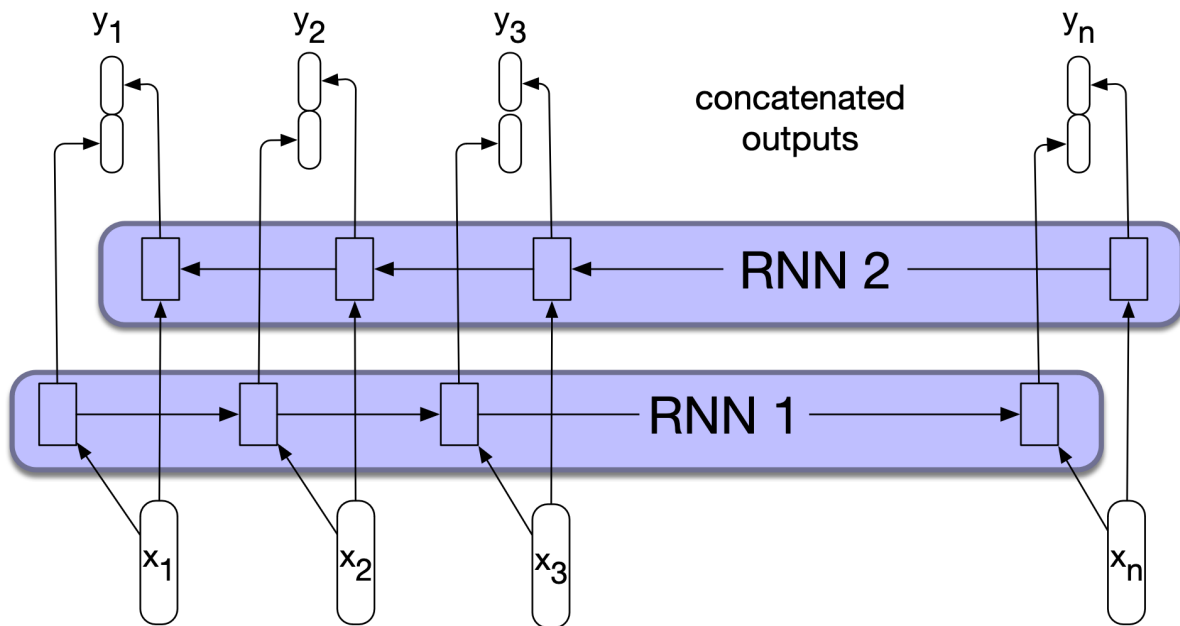 y1
y2
y3
yn
concatenated
outputs
RNN 2
RNN 1
x1
x2
x3
xn